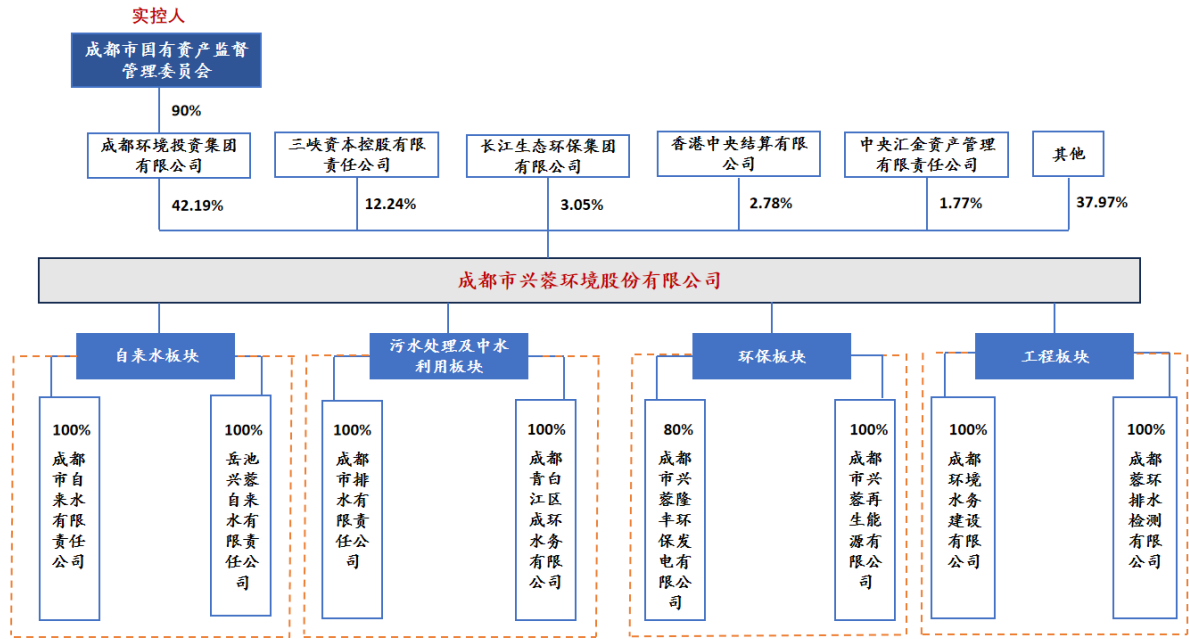 实控人
成都市国有资产监督
管理委员会
90%
成都环境投资集团
有限公司
三峡资本控股有限
责任公司
长江生态环保集团
有限公司
香港中央结算有限
公司
中央汇金资产管理
有限责任公司
其他
42.19%
12.24%
3.05%
2.78%
1.77%
37.97%
成都市兴蓉环境股份有限公司
自来水板块
污水处理及中水
利用板块
环保板块
工程板块
100%
成都
市自
来水
有限
责任
公司
100%
岳池
兴蓉
自来
水有
限责
任公
司
100%
成都
市排
水有
限责
任公
司
100%
成都
青白
江区
成环
水务
有限
公司
80%
成都
市兴
蓉隆
丰环
保发
电有
限公
司
100%
成都
市兴
蓉再
生能
源有
限公
司
100%
成都
环境
水务
建设
有限
公司
100%
成都
蓉环
排水
检测
有限
公司